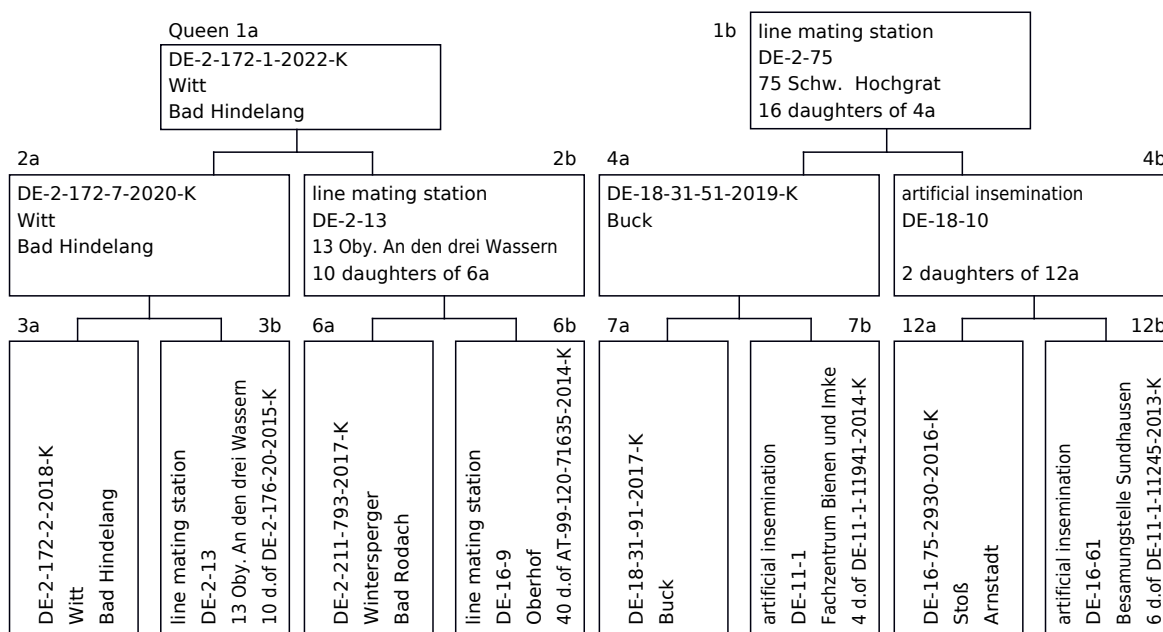 Queen 1a
DE-2-172-1-2022-K
Witt
Bad Hindelang
1b
line mating station
DE-2-75
75 Schw.  Hochgrat
16 daughters of 4a
2a
DE-2-172-7-2020-K
Witt
Bad Hindelang
2b
line mating station
DE-2-13
13 Oby. An den drei Wassern
10 daughters of 6a
4a
DE-18-31-51-2019-K
Buck
4b
artificial insemination
DE-18-10
2 daughters of 12a
3a
DE-2-172-2-2018-K
Witt
Bad Hindelang
3b
line mating station
DE-2-13
13 Oby. An den drei Wassern
10 d.of DE-2-176-20-2015-K
6a
DE-2-211-793-2017-K
Wintersperger
Bad Rodach
6b
line mating station
DE-16-9
Oberhof
40 d.of AT-99-120-71635-2014-K
7a
DE-18-31-91-2017-K
Buck
7b
artificial insemination
DE-11-1
Fachzentrum Bienen und Imke
4 d.of DE-11-1-11941-2014-K
12a
DE-16-75-2930-2016-K
Stoß
Arnstadt
12b
artificial insemination
DE-16-61
Besamungstelle Sundhausen
6 d.of DE-11-1-11245-2013-K